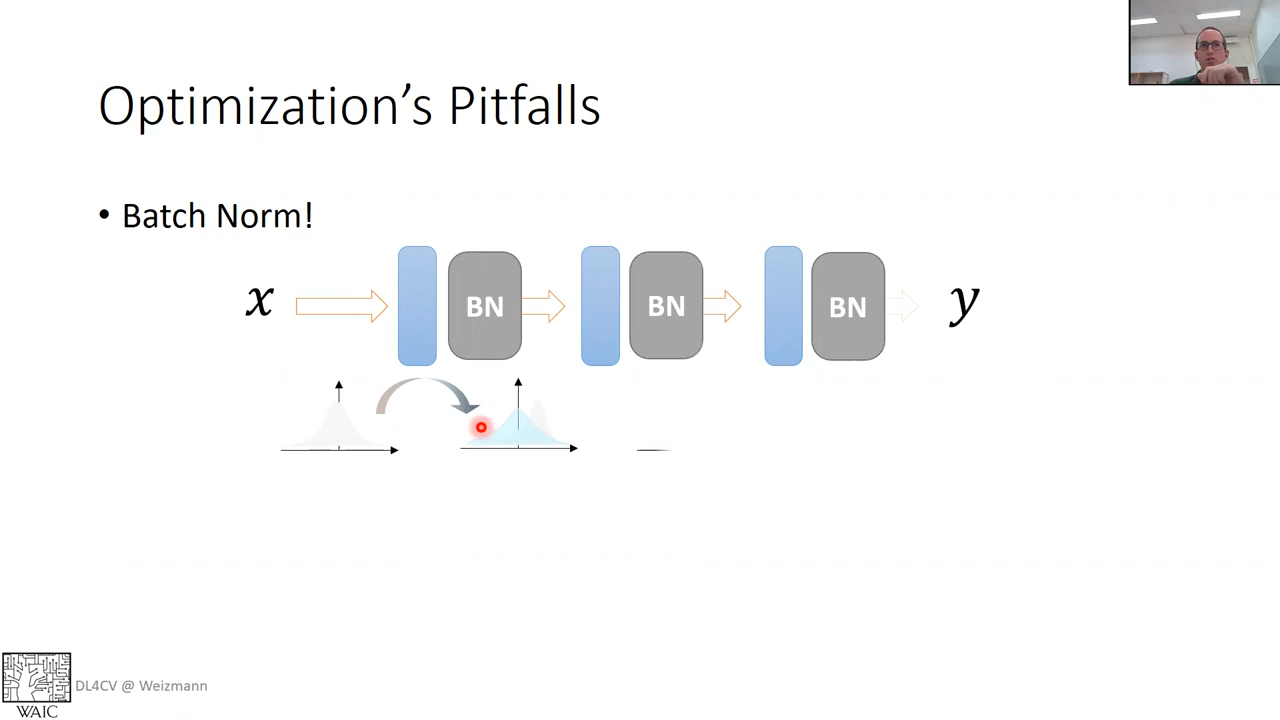 Optimization's Pitfalls
• Batch Norm!
x BN BN BN y
DL4CV @ Weizmann
WAIC